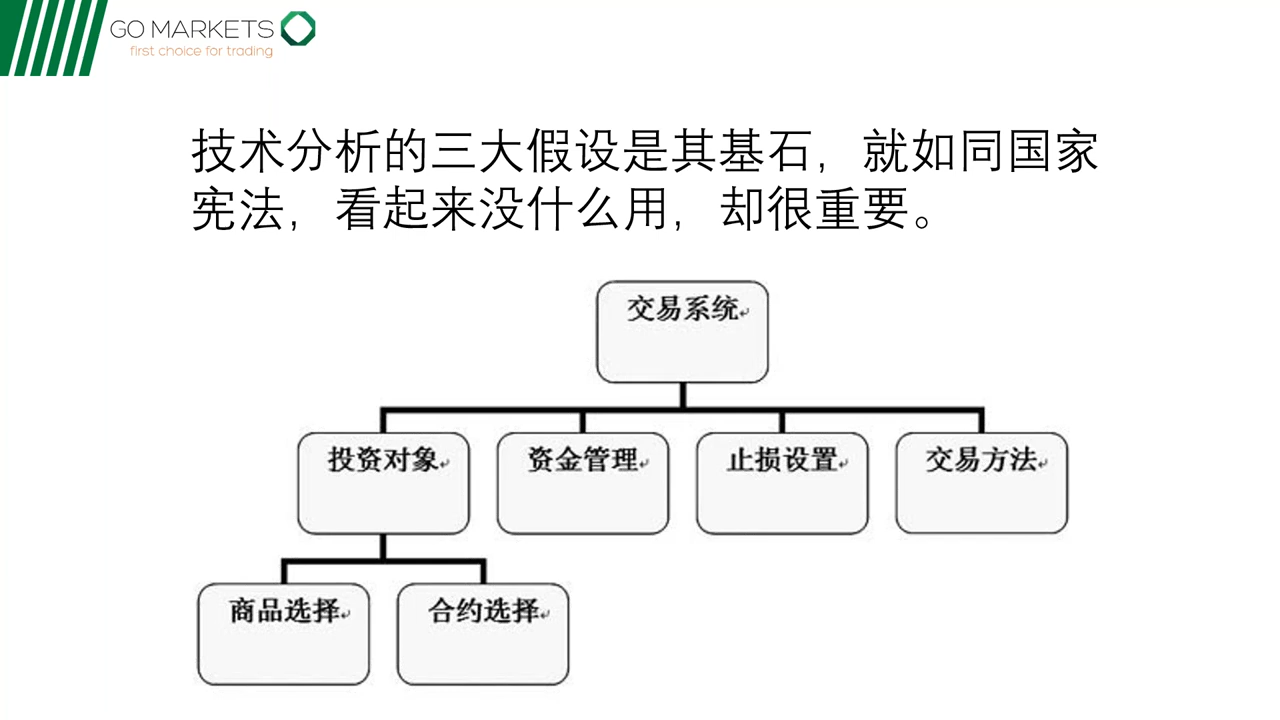 GO MARKETS
first choice for trading
技术分析的三大假设是其基石，就如同国家
宪法，看起来没什么用，却很重要。
交易系统
投资对象
资金管理
止损设置
交易方法
商品选择
合约选择